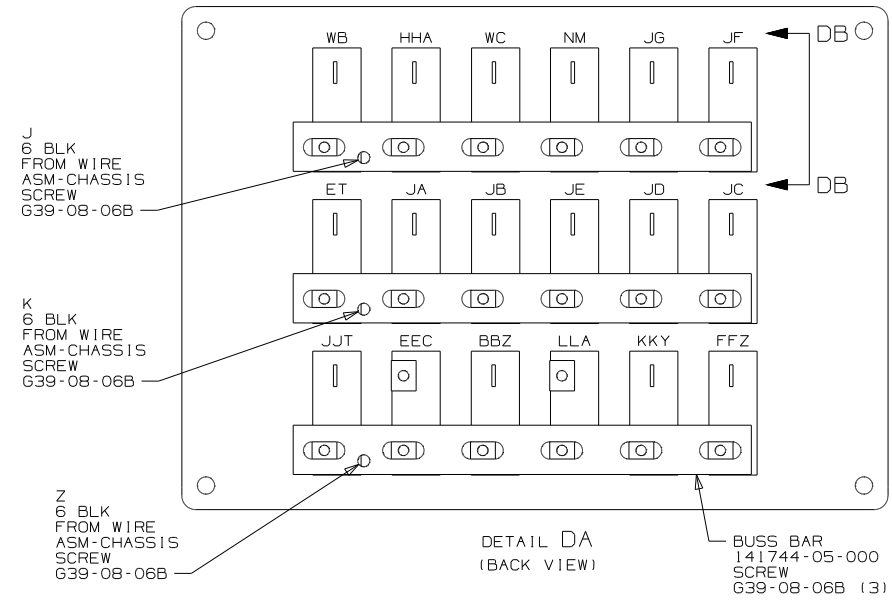 WB HHA WC NM JG JF DB
J
6 BLK
FROM WIRE
ASM-CHASSIS
SCREW
G39-08-06B
DB
ET JA JB JE JD JC
K
6 BLK
FROM WIRE
ASM-CHASSIS
SCREW
G39-08-06B
JJT EEC BBZ LLA KKY FFZ
Z
6 BLK
FROM WIRE
ASM-CHASSIS
SCREW
G39-08-06B
DETAIL DA
(BACK VIEW)
BUSS BAR
141744-05-000
SCREW
G39-08-06B (3)